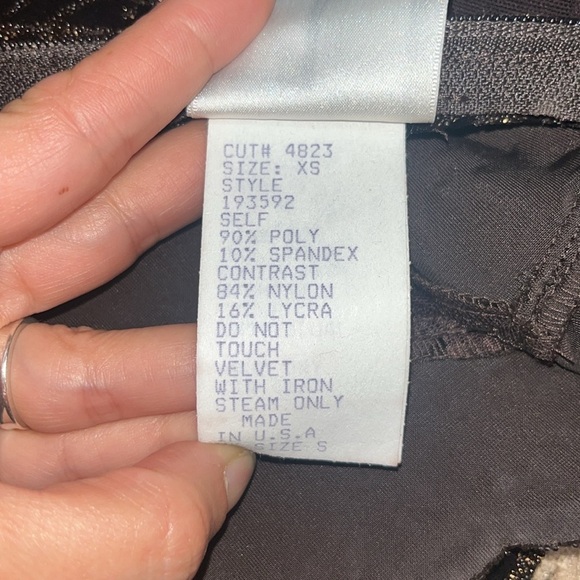 CUT# 4823
SIZE: XS
STYLE
193592
SELF
90% POLY
10% SPANDEX
CONTRAST
84% NYLON
16% LYCRA
DO NOT
TOUCH
VELVET
WITH IRON
STEAM ONLY
MADE
IN U.S.A
SIZE S